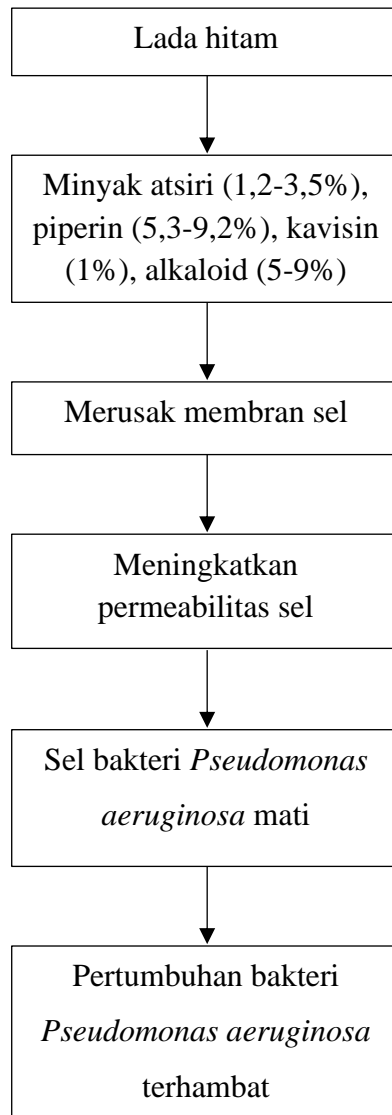 Lada hitam
Minyak atsiri (1,2-3,5%),
piperin (5,3-9,2%), kavisin
(1%), alkaloid (5-9%)
Merusak membran sel
Meningkatkan
permeabilitas sel
Sel bakteri Pseudomonas
aeruginosa mati
Pertumbuhan bakteri
Pseudomonas aeruginosa
terhambat